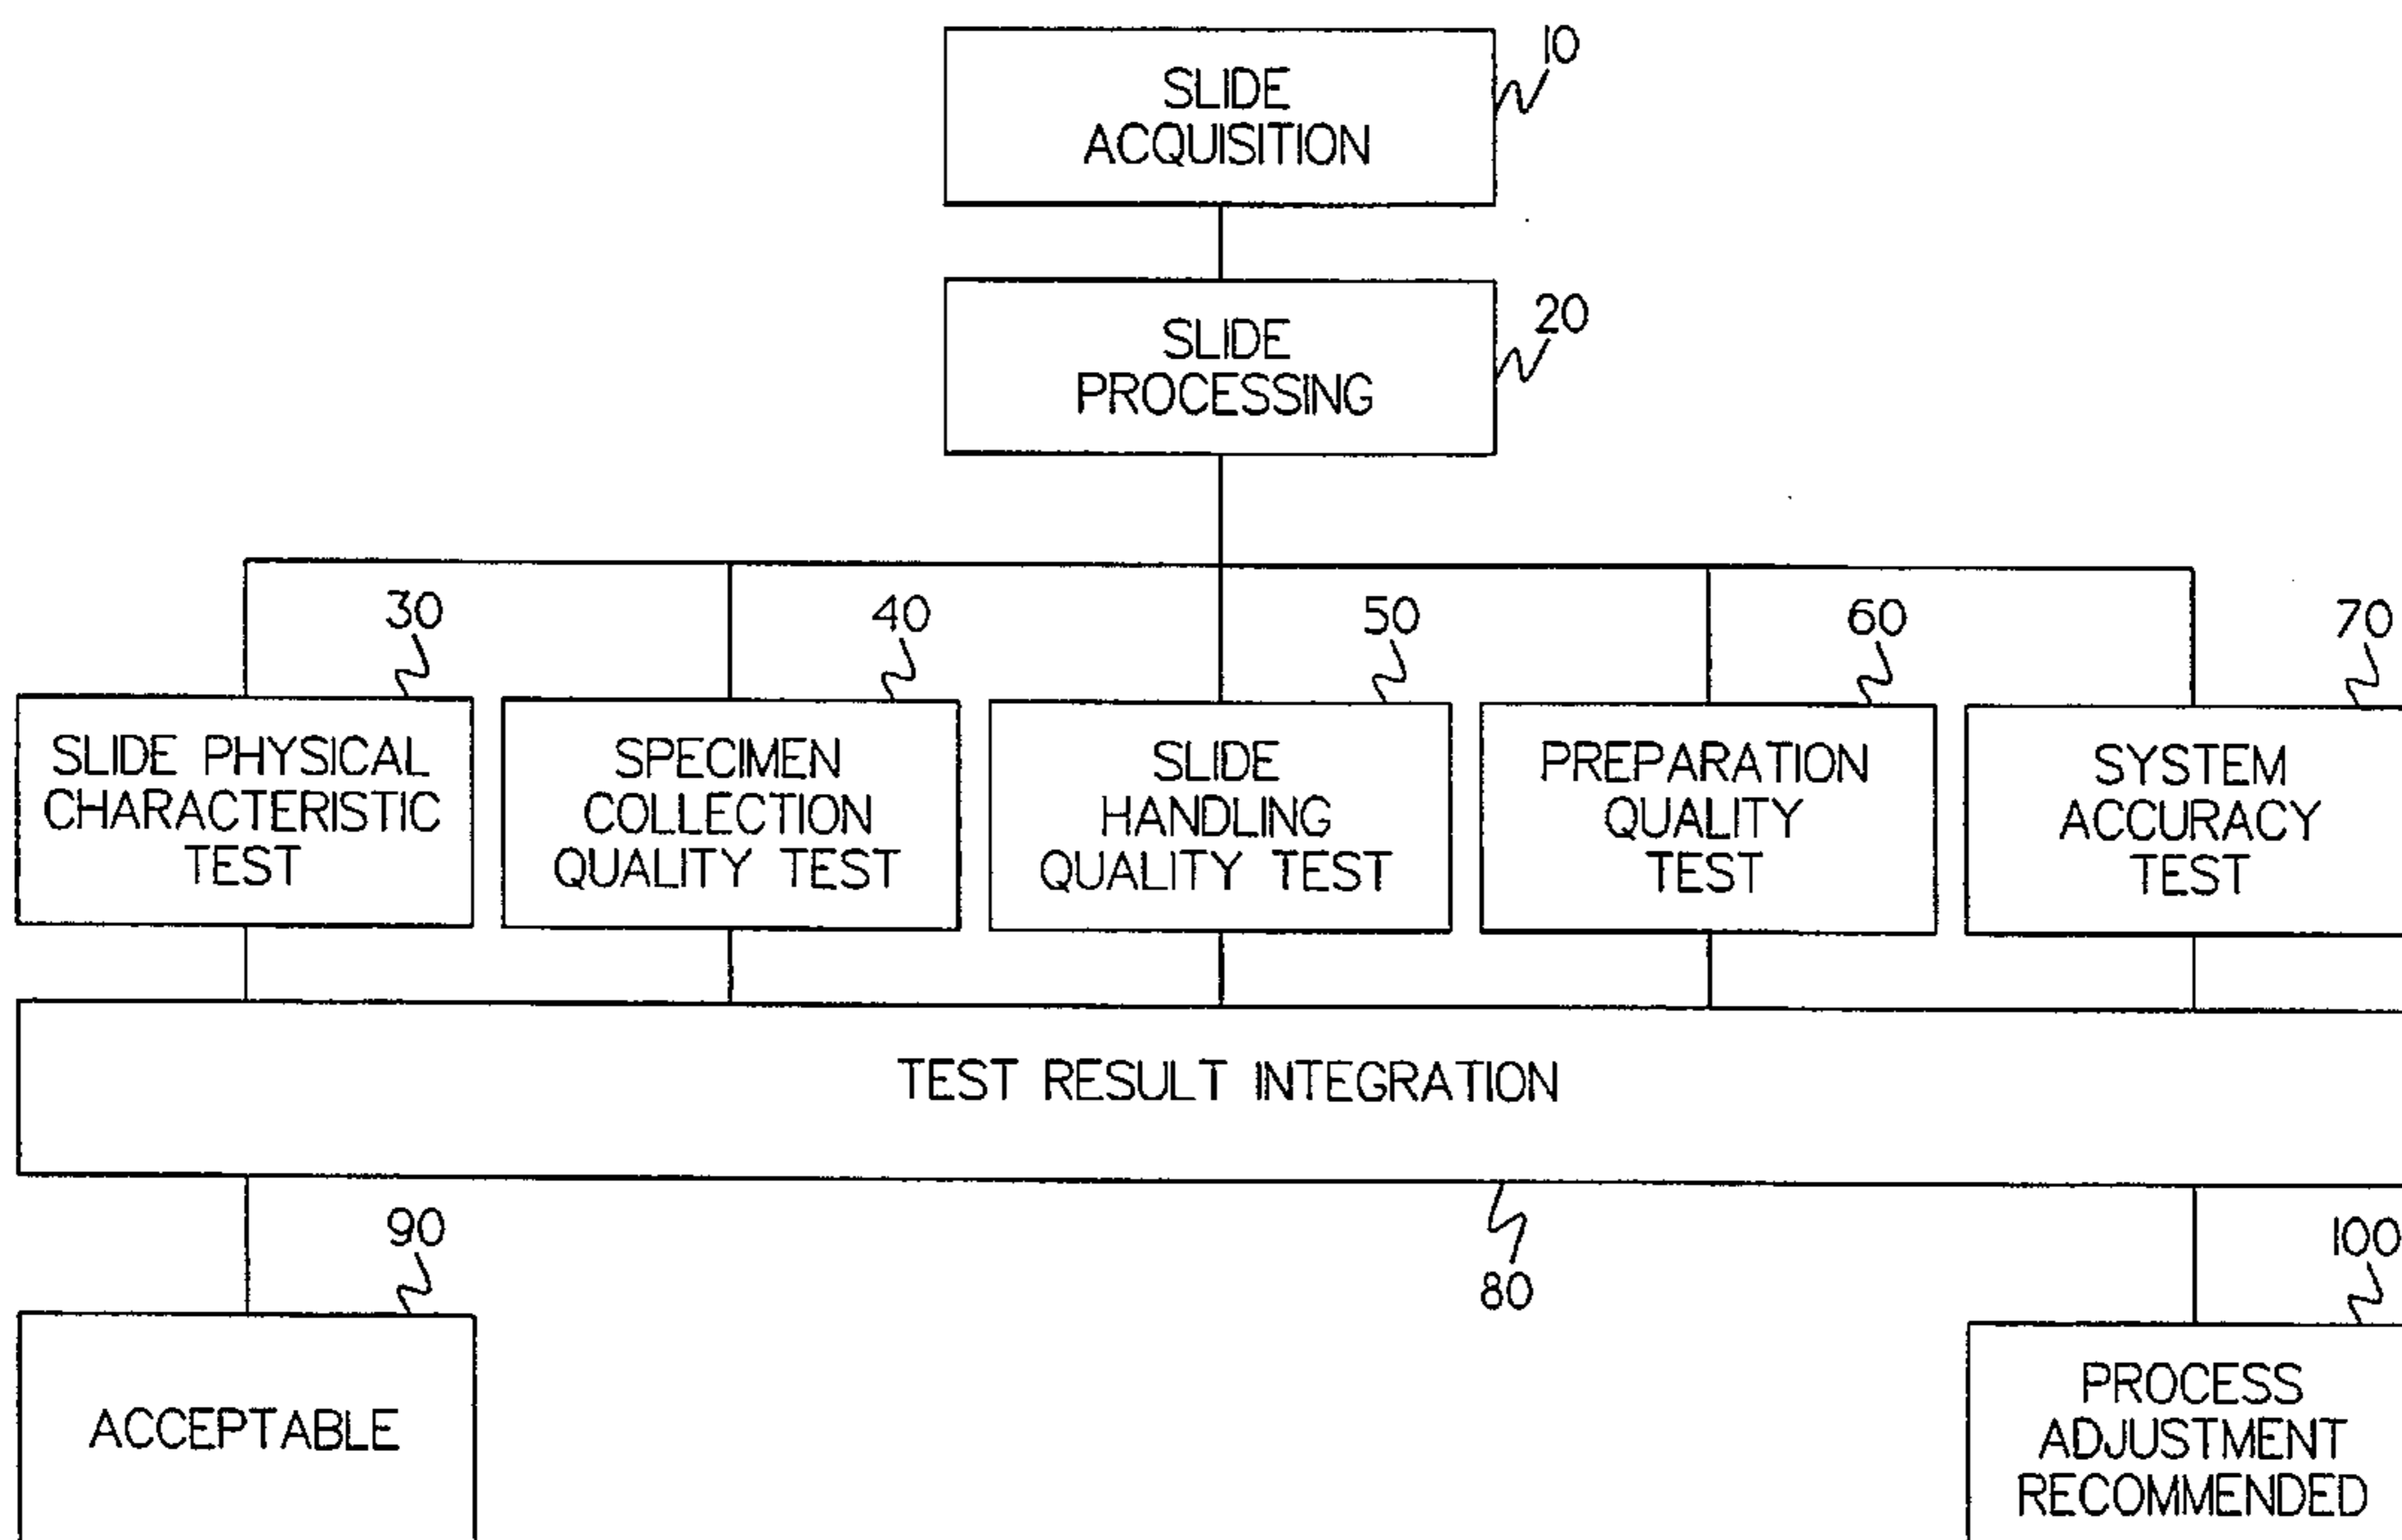 10
SLIDE
ACQUISITION
20
SLIDE
PROCESSING
30
40
50
60
70
SLIDE PHYSICAL
CHARACTERISTIC
TEST
SPECIMEN
COLLECTION
QUALITY TEST
SLIDE
HANDLING
QUALITY TEST
PREPARATION
QUALITY
TEST
SYSTEM
ACCURACY
TEST
TEST RESULT INTEGRATION
90
80
100
ACCEPTABLE
PROCESS
ADJUSTMENT
RECOMMENDED